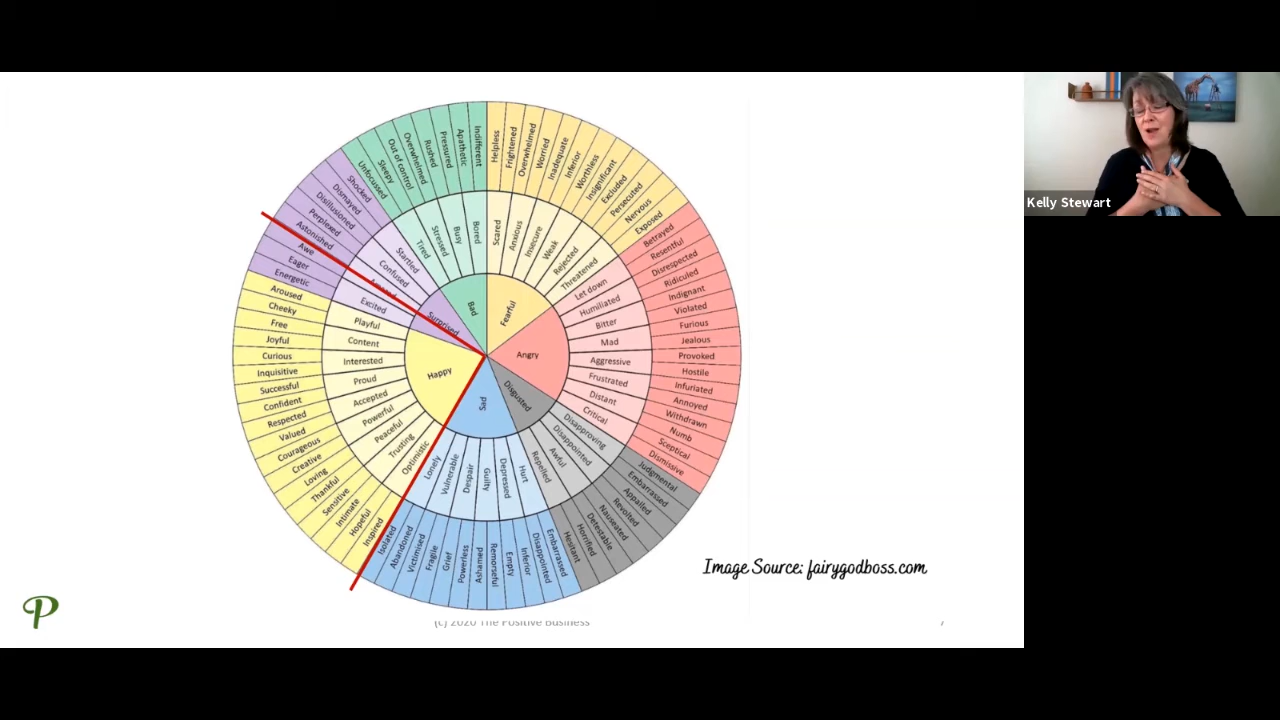 Kelly Stewart
Fearful
Angry
Disgusted
Sad
Happy
Surprised
Bad
Scared
Anxious
Insecure
Weak
Rejected
Threatened
Let down
Humiliated
Bitter
Mad
Aggressive
Frustrated
Distant
Critical
Disapproving
Disappointed
Awful
Repelled
Hurt
Depressed
Guilty
Despair
Vulnerable
Lonely
Optimistic
Trusting
Peaceful
Powerful
Accepted
Proud
Interested
Content
Playful
Excited
Confused
Startled
Tired
Stressed
Busy
Bored
Helpless
Frightened
Overwhelmed
Worried
Inadequate
Inferior
Worthless
Insignificant
Excluded
Persecuted
Nervous
Exposed
Betrayed
Resentful
Disrespected
Ridiculed
Indignant
Violated
Furious
Jealous
Provoked
Hostile
Infuriated
Annoyed
Withdrawn
Numb
Sceptical
Dismissive
Judgmental
Embarrassed
Appalled
Revolted
Nauseated
Detestable
Horrified
Hesitant
Embarrassed
Disappointed
Inferior
Empty
Remorseful
Ashamed
Powerless
Grief
Fragile
Victimised
Abandoned
Isolated
Inspired
Hopeful
Intimate
Sensitive
Thankful
Loving
Creative
Courageous
Valued
Respected
Confident
Successful
Inquisitive
Curious
Joyful
Free
Cheeky
Aroused
Energetic
Eager
Awe
Astonished
Perplexed
Disillusioned
Dismayed
Shocked
Unfocussed
Sleepy
Out of control
Overwhelmed
Rushed
Pressured
Apathetic
Indifferent
Image Source: fairygodboss.com
P
(c) 2020 The Positive Business
7